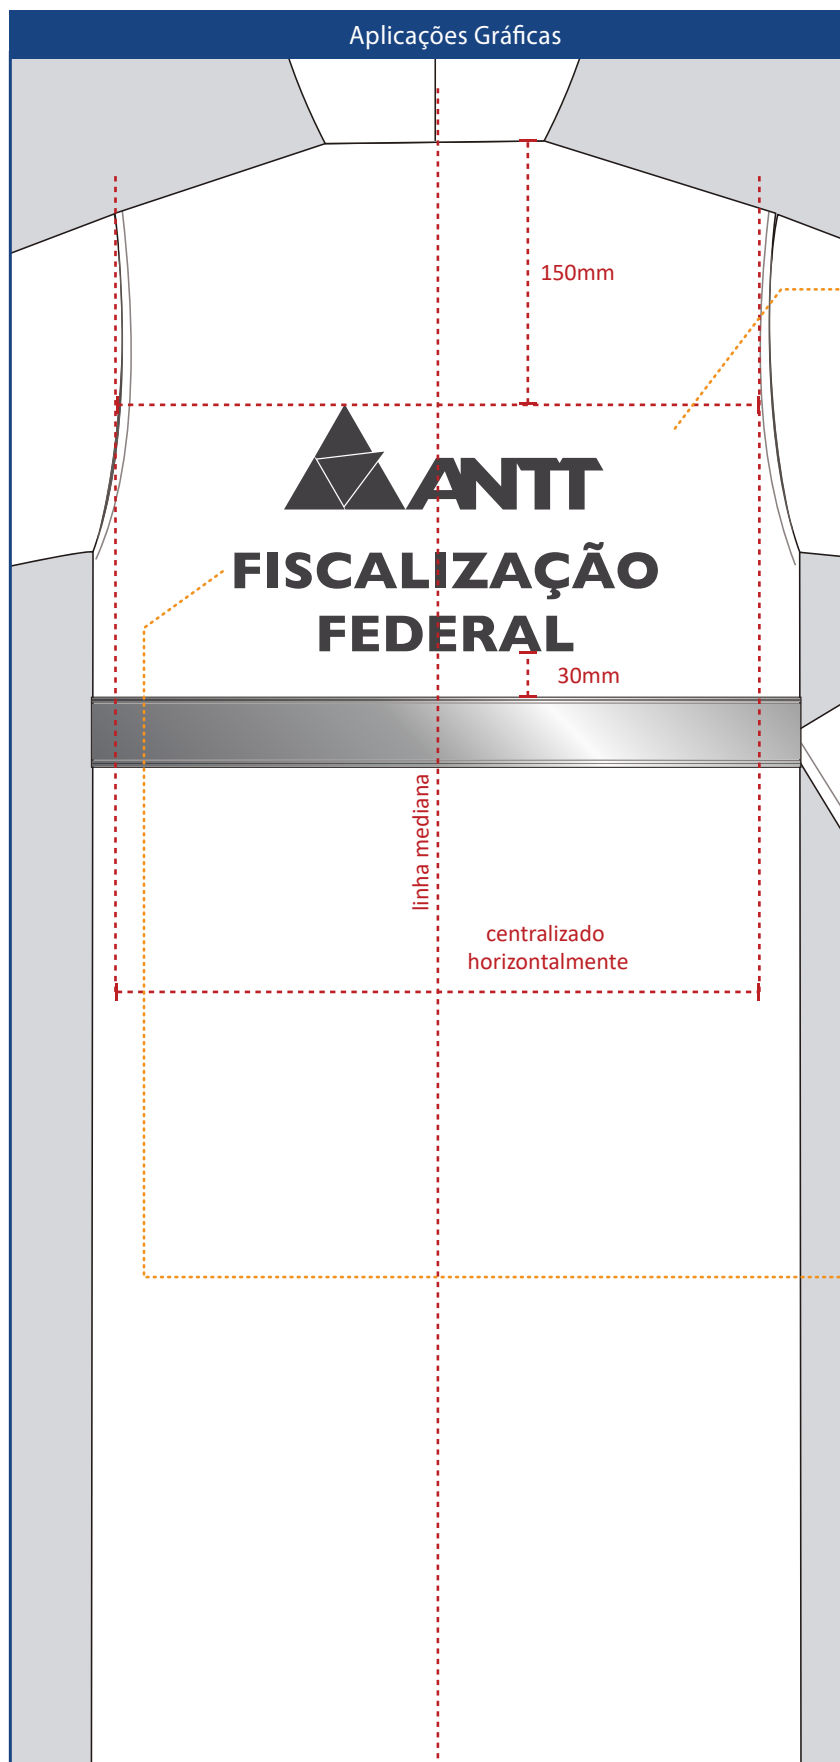 Aplicações Gráficas
150mm
ANTT
FISCALIZAÇÃO
FEDERAL
30mm
linha mediana
centralizado
horizontalmente